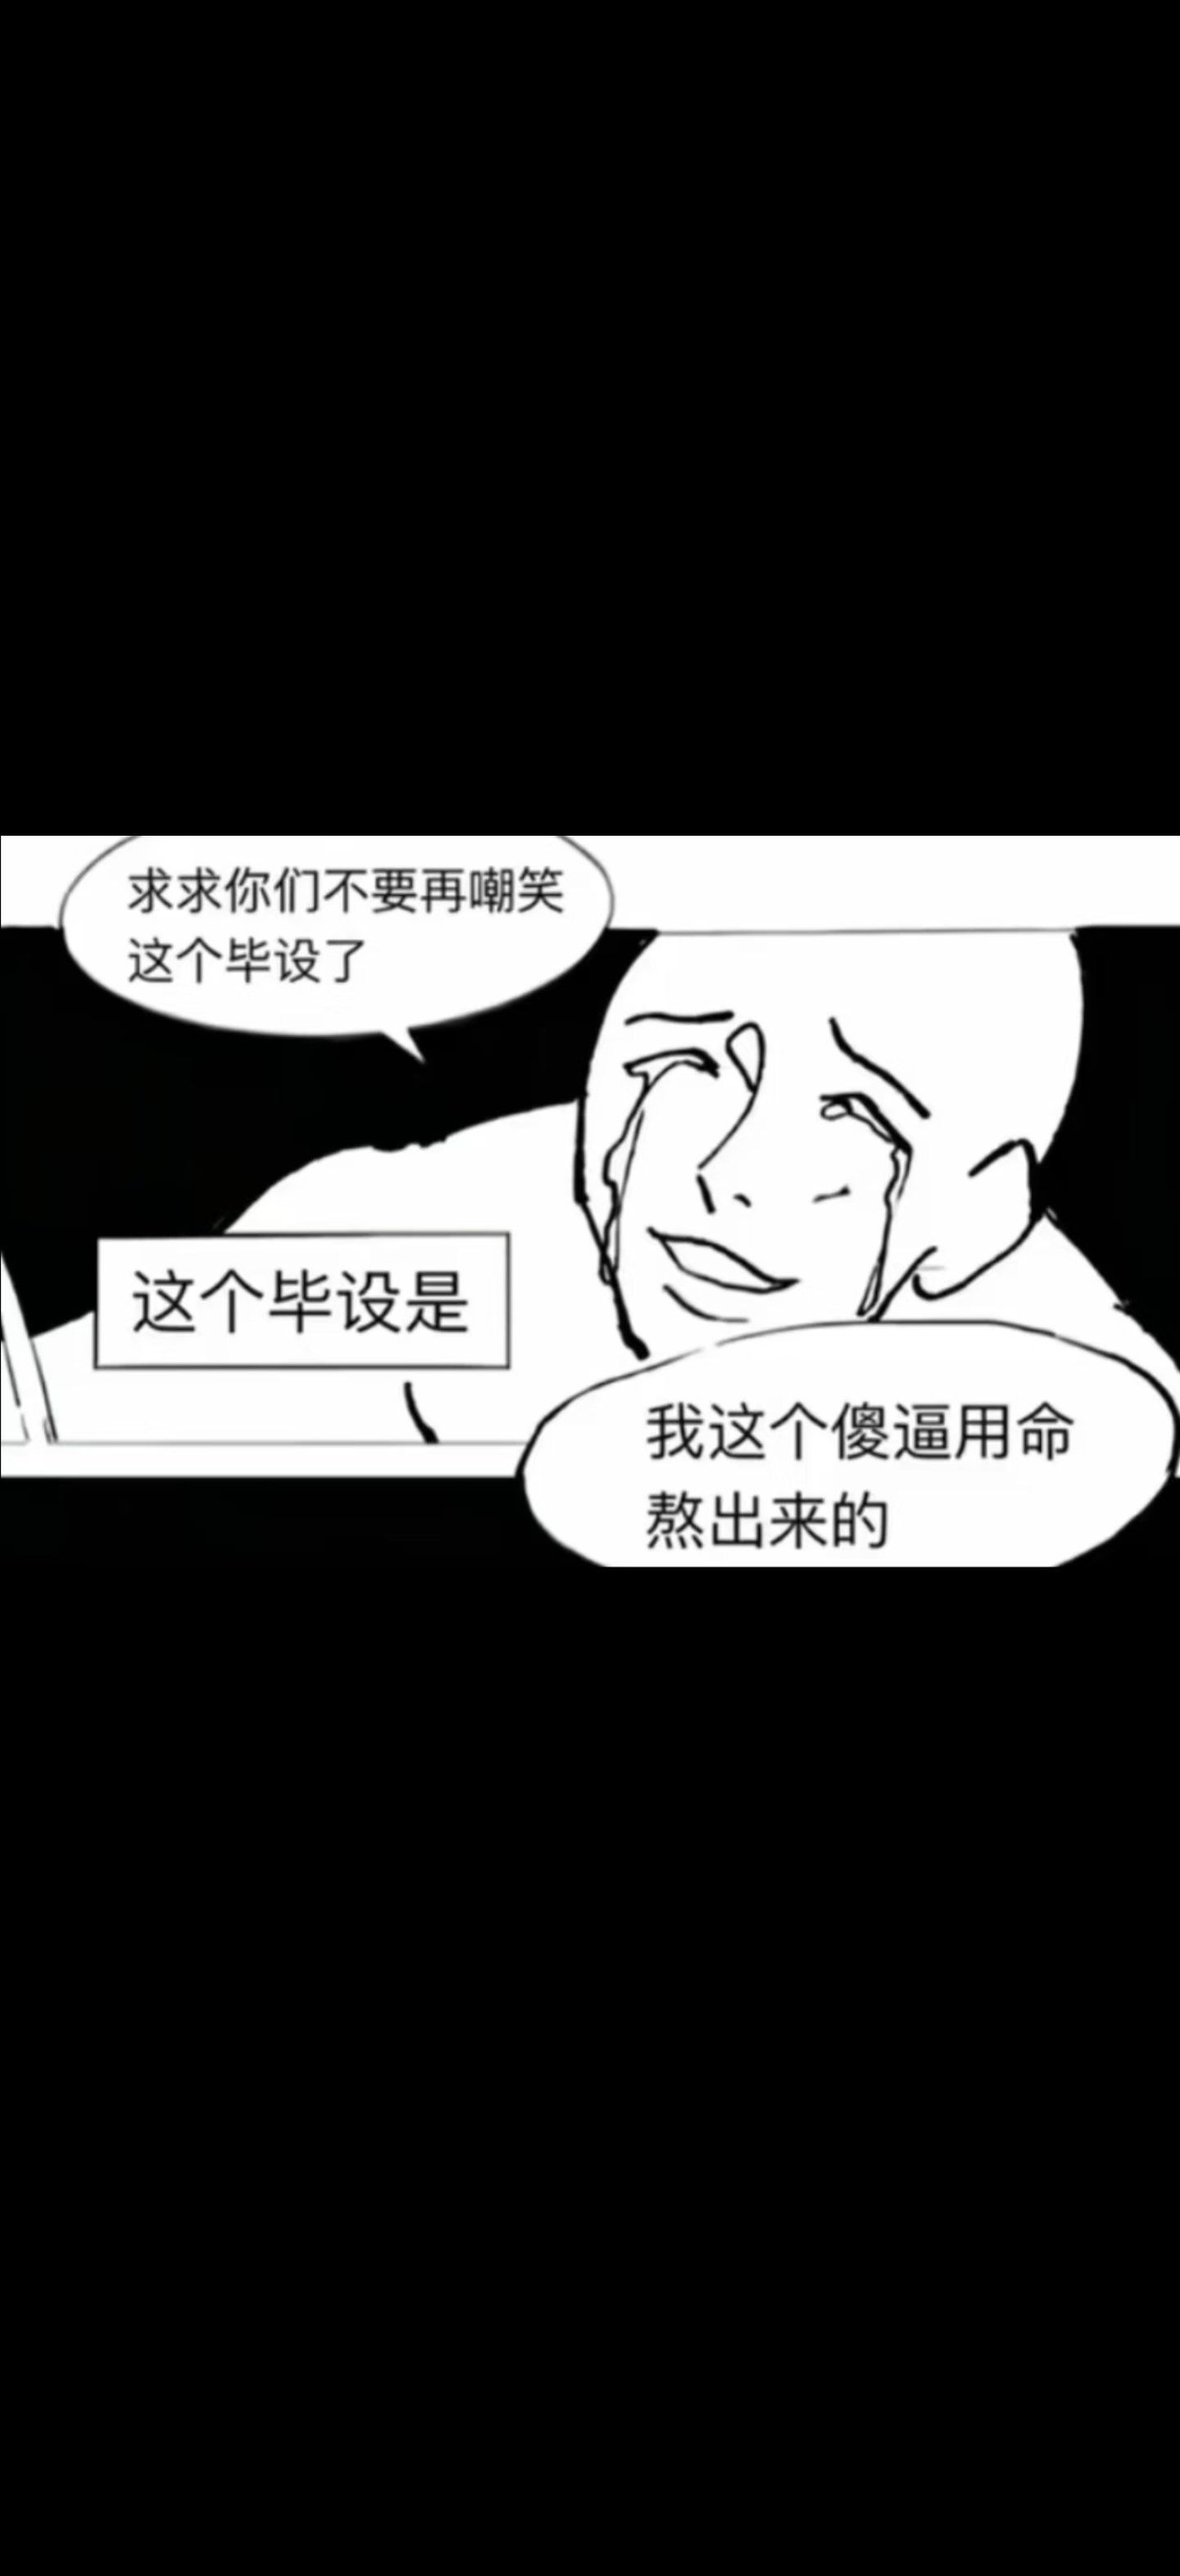 求求你们不要再嘲笑
这个毕设了
这个毕设是
我这个傻逼用命
熬出来的